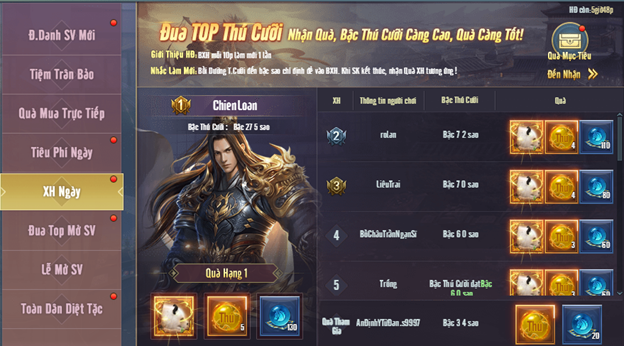 HĐ còn:5giờ48p
Đ.Danh SV Mới
Tiệm Trân Bảo
Quà Mua Trực Tiếp
Tiêu Phí Ngày
XH Ngày
Đua Top Mở SV
Lễ Mở SV
Toàn Dân Diệt Tặc
Đua TOP Thú Cưỡi Nhận Quà, Bậc Thú Cưỡi Càng Cao, Quà Càng Tốt!
Giới Thiệu HĐ: BXH mỗi 10p làm mới 1 lần
Nhắc Làm Mới: Bồi Dưỡng T.Cưỡi đến bậc sao chỉ định để vào BXH. Khi SK kết thúc, nhận Quà XH tương ứng !
Quà Mục Tiêu
Đến Nhận
1 ChienLoan
Bậc Thú Cưỡi : Bậc 27 5 sao
Quà Hạng 1
5
130
XH Thông tin người chơi Bậc Thú Cưỡi Quà
2 rolan Bậc 7 2 sao 4 110
3 LiêuTrai Bậc 7 0 sao 4 80
4 BồChâuTrầnNganSi Bậc 6 0 sao 3 60
5 Trống Bậc Thú Cưỡi đạtBậc
6 0 sao 3 60
Quà Tham
Gia AnĐịnhYTừĐan.s9997 Bậc 3 4 sao 20